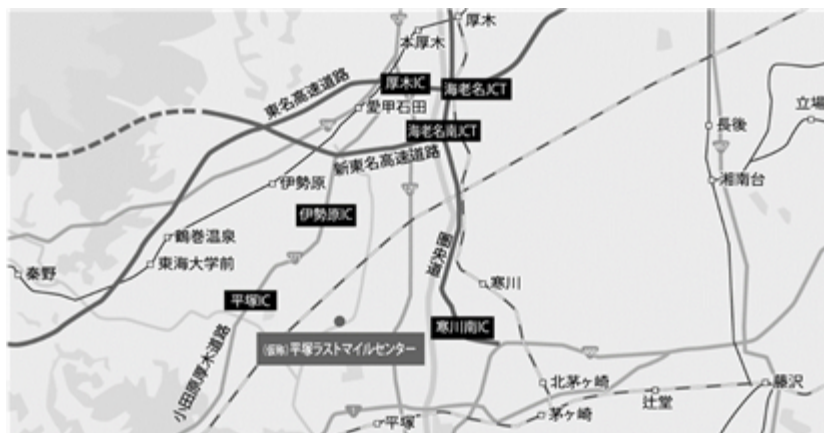 厚木
本厚木
厚木IC
海老名JCT
東名高速道路
愛甲石田
海老名南JCT
新東名高速道路
長後
立場
湘南台
伊勢原
伊勢原IC
鶴巻温泉
東海大学前
秦野
圏央道
寒川
平塚IC
寒川南IC
(仮称)平塚ラストマイルセンター
小田原厚木道路
北茅ヶ崎
辻堂
藤沢
茅ヶ崎
平塚